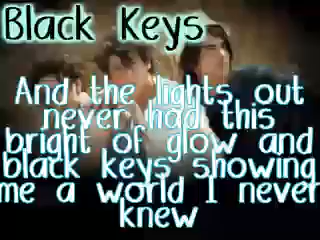 Black Keys
And the lights out
never had this
bright of glow and
black keys showing
me a world I never
knew